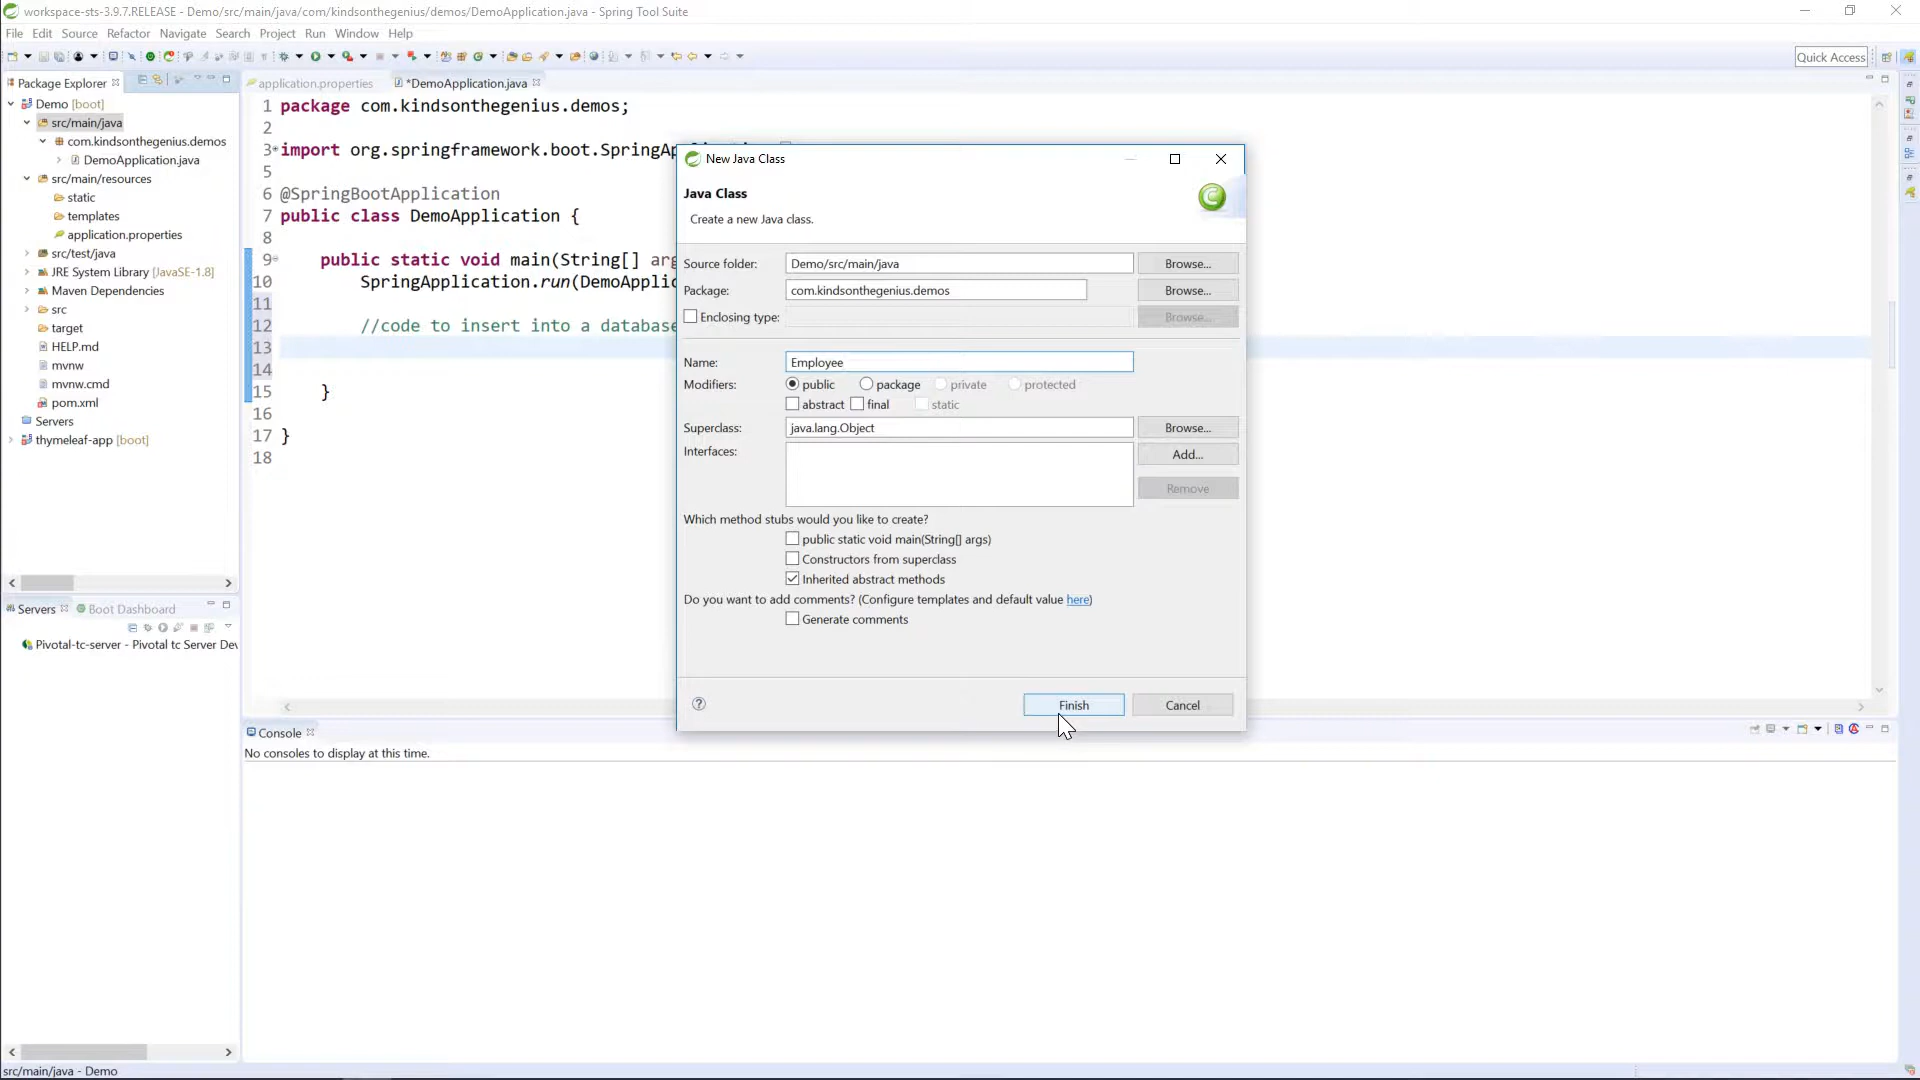 workspace-sts-3.9.7.RELEASE - Demo/src/main/java/com/kindsonthegenius/demos/DemoApplication.java - Spring Tool Suite
File Edit Source Refactor Navigate Search Project Run Window Help
Quick Access
Package Explorer
application.properties
*DemoApplication.java
Demo [boot]
src/main/java
com.kindsonthegenius.demos
DemoApplication.java
src/main/resources
static
templates
application.properties
src/test/java
JRE System Library [JavaSE-1.8]
Maven Dependencies
src
target
HELP.md
mvnw
mvnw.cmd
pom.xml
Servers
thymeleaf-app [boot]
1 package com.kindsonthegenius.demos;
2
3 import org.springframework.boot.SpringAp
5
6 @SpringBootApplication
7 public class DemoApplication {
8
9 public static void main(String[] arg
10 SpringApplication.run(DemoApplic
11
12 //code to insert into a database
13
14
15 }
16
17 }
18
New Java Class
Java Class
Create a new Java class.
C
Source folder: Demo/src/main/java Browse...
Package: com.kindsonthegenius.demos Browse...
Enclosing type: Browse...
Name: Employee
Modifiers: public package private protected
abstract final static
Superclass: java.lang.Object Browse...
Interfaces: Add...
Remove
Which method stubs would you like to create?
public static void main(String[] args)
Constructors from superclass
Inherited abstract methods
Do you want to add comments? (Configure templates and default value here)
Generate comments
? Finish Cancel
Servers Boot Dashboard
Pivotal-tc-server - Pivotal tc Server Dev
Console
No consoles to display at this time.
src/main/java - Demo